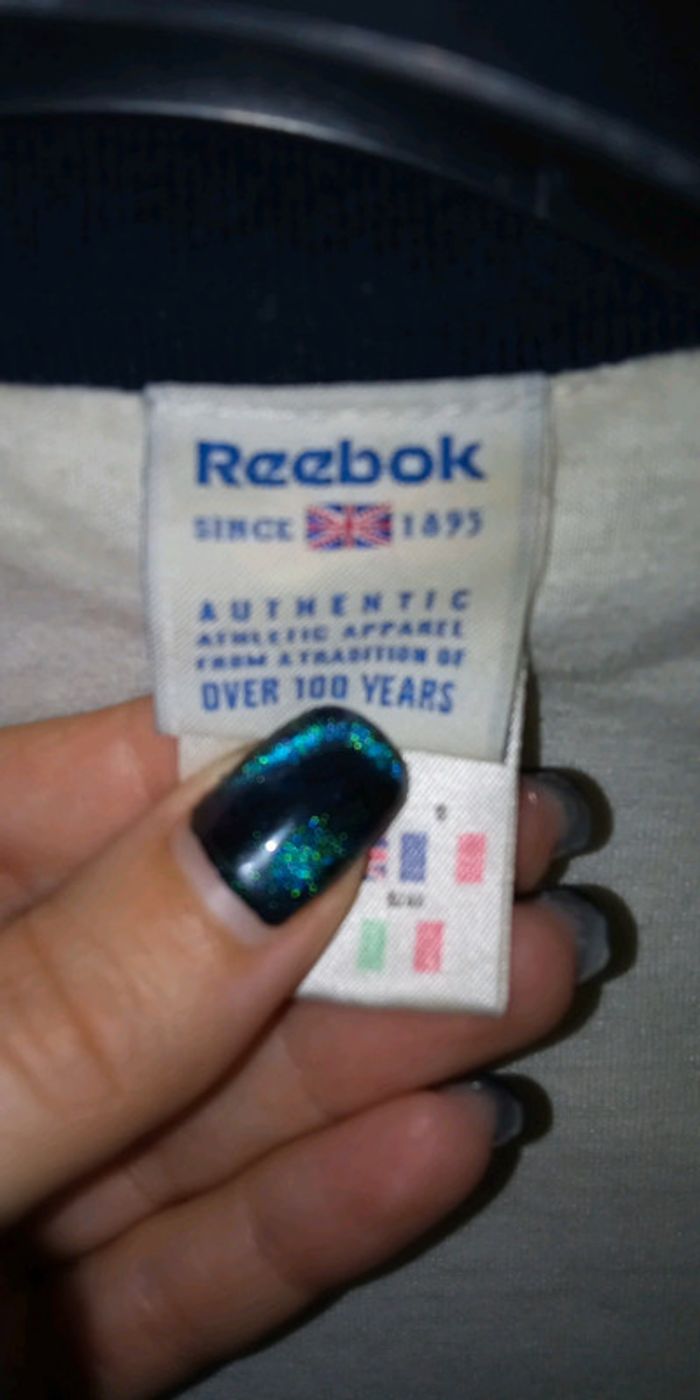 Reebok
SINCE 1895
AUTHENTIC
ATHLETIC APPAREL
FROM A TRADITION OF
OVER 100 YEARS